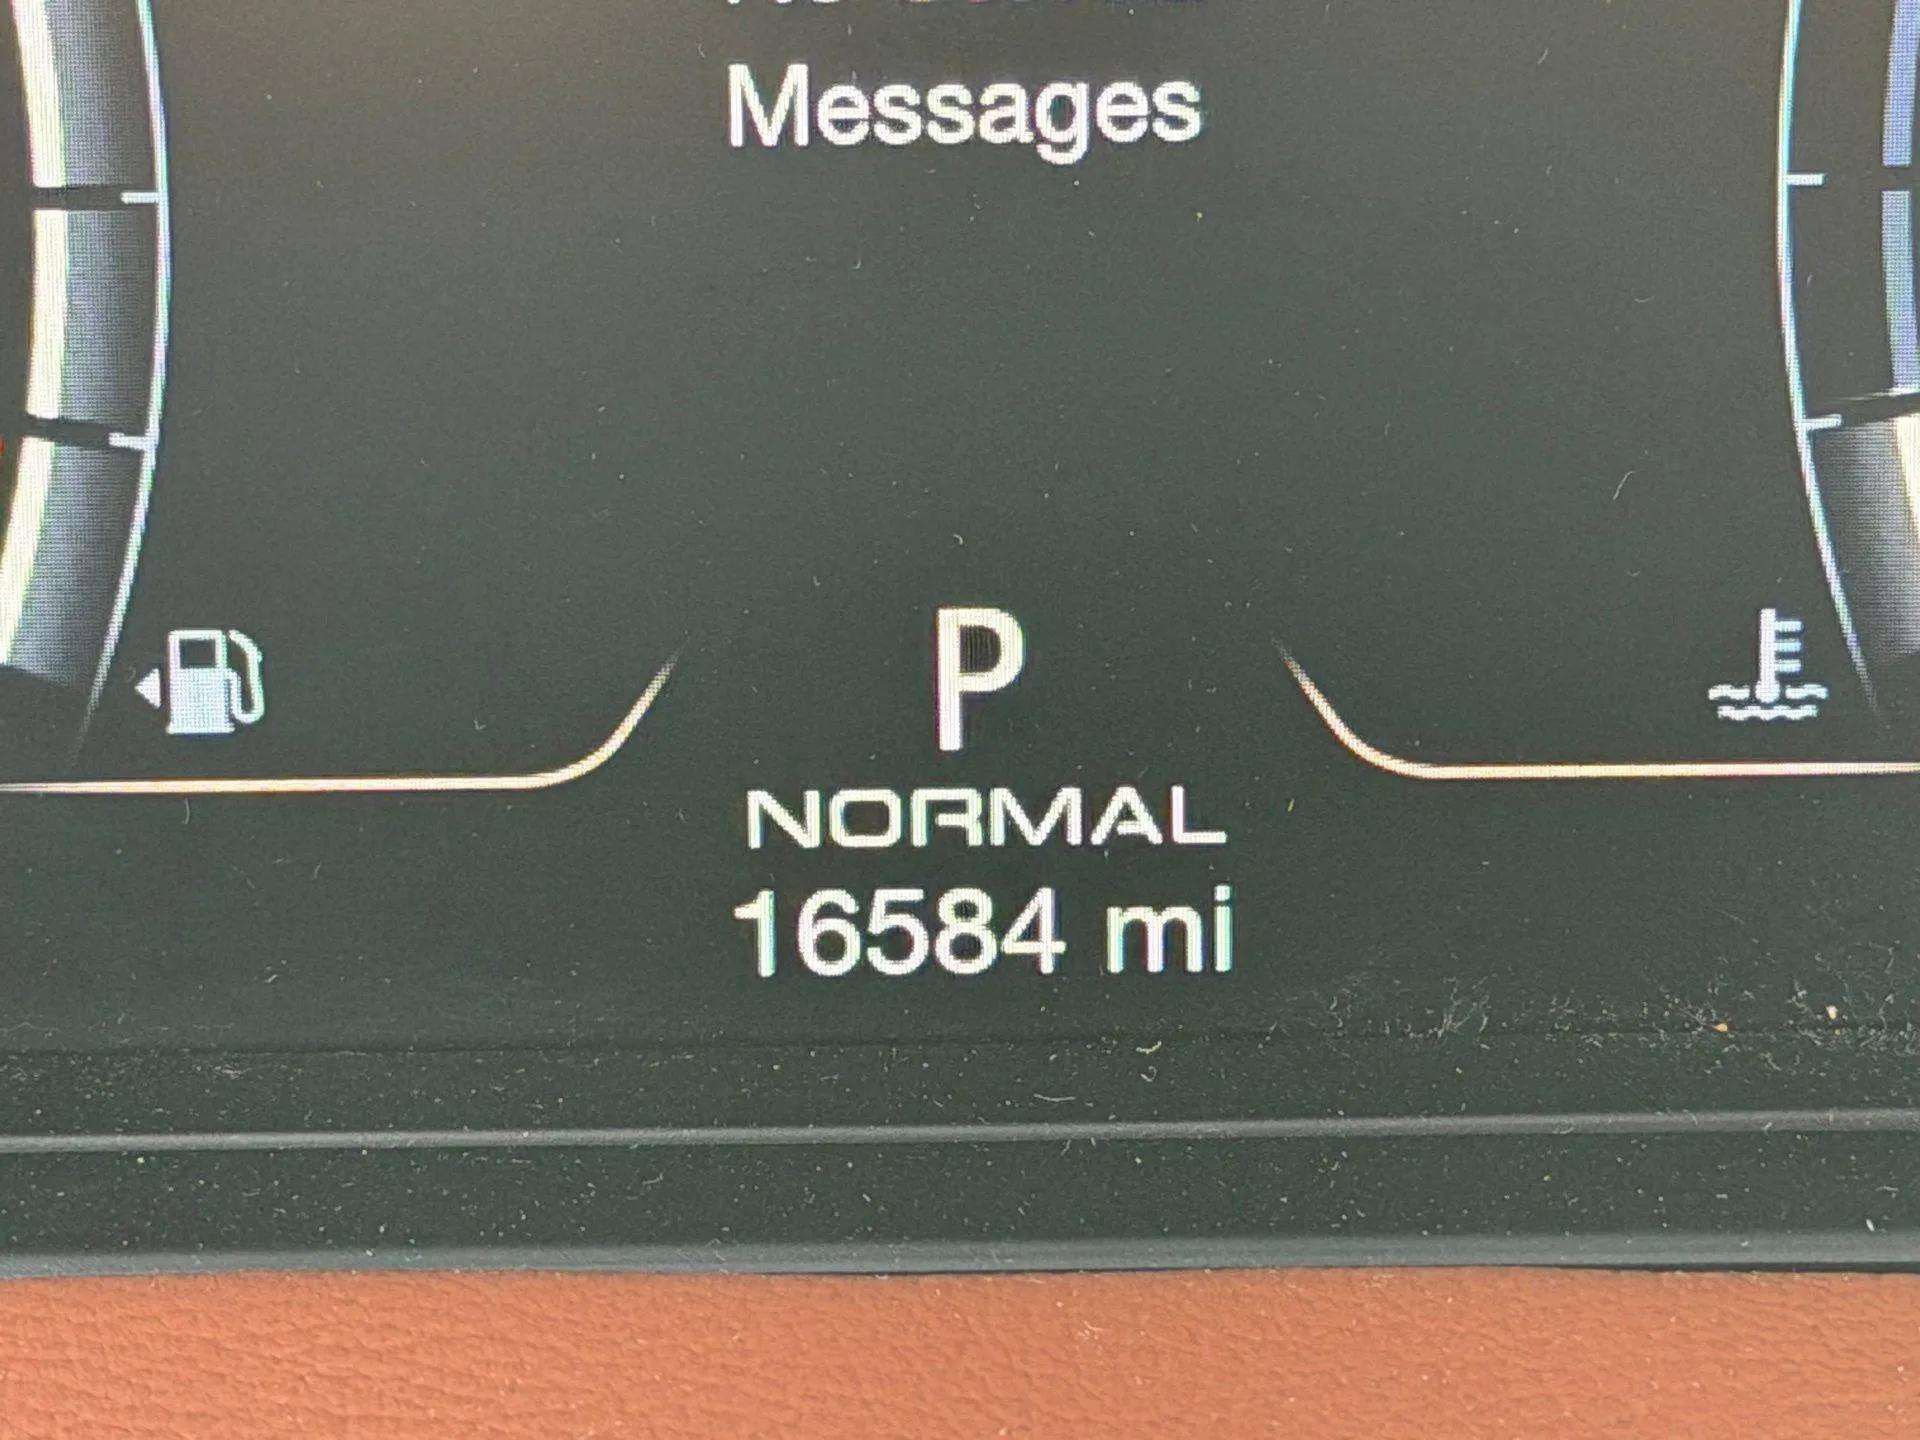 Messages
P
NORMAL
16584 mi